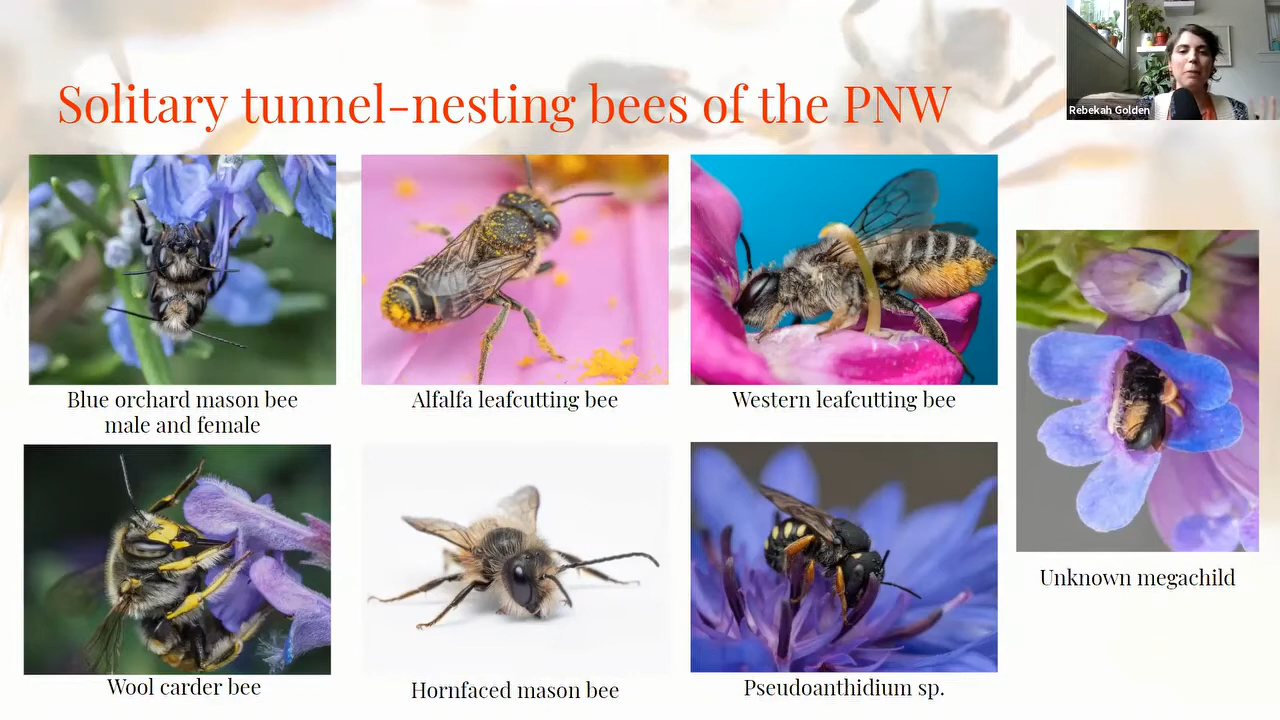 Solitary tunnel-nesting bees of the PNW
Rebekah Golden
Blue orchard mason bee
male and female
Alfalfa leafcutting bee
Western leafcutting bee
Unknown megachild
Wool carder bee
Hornfaced mason bee
Pseudoanthidium sp.